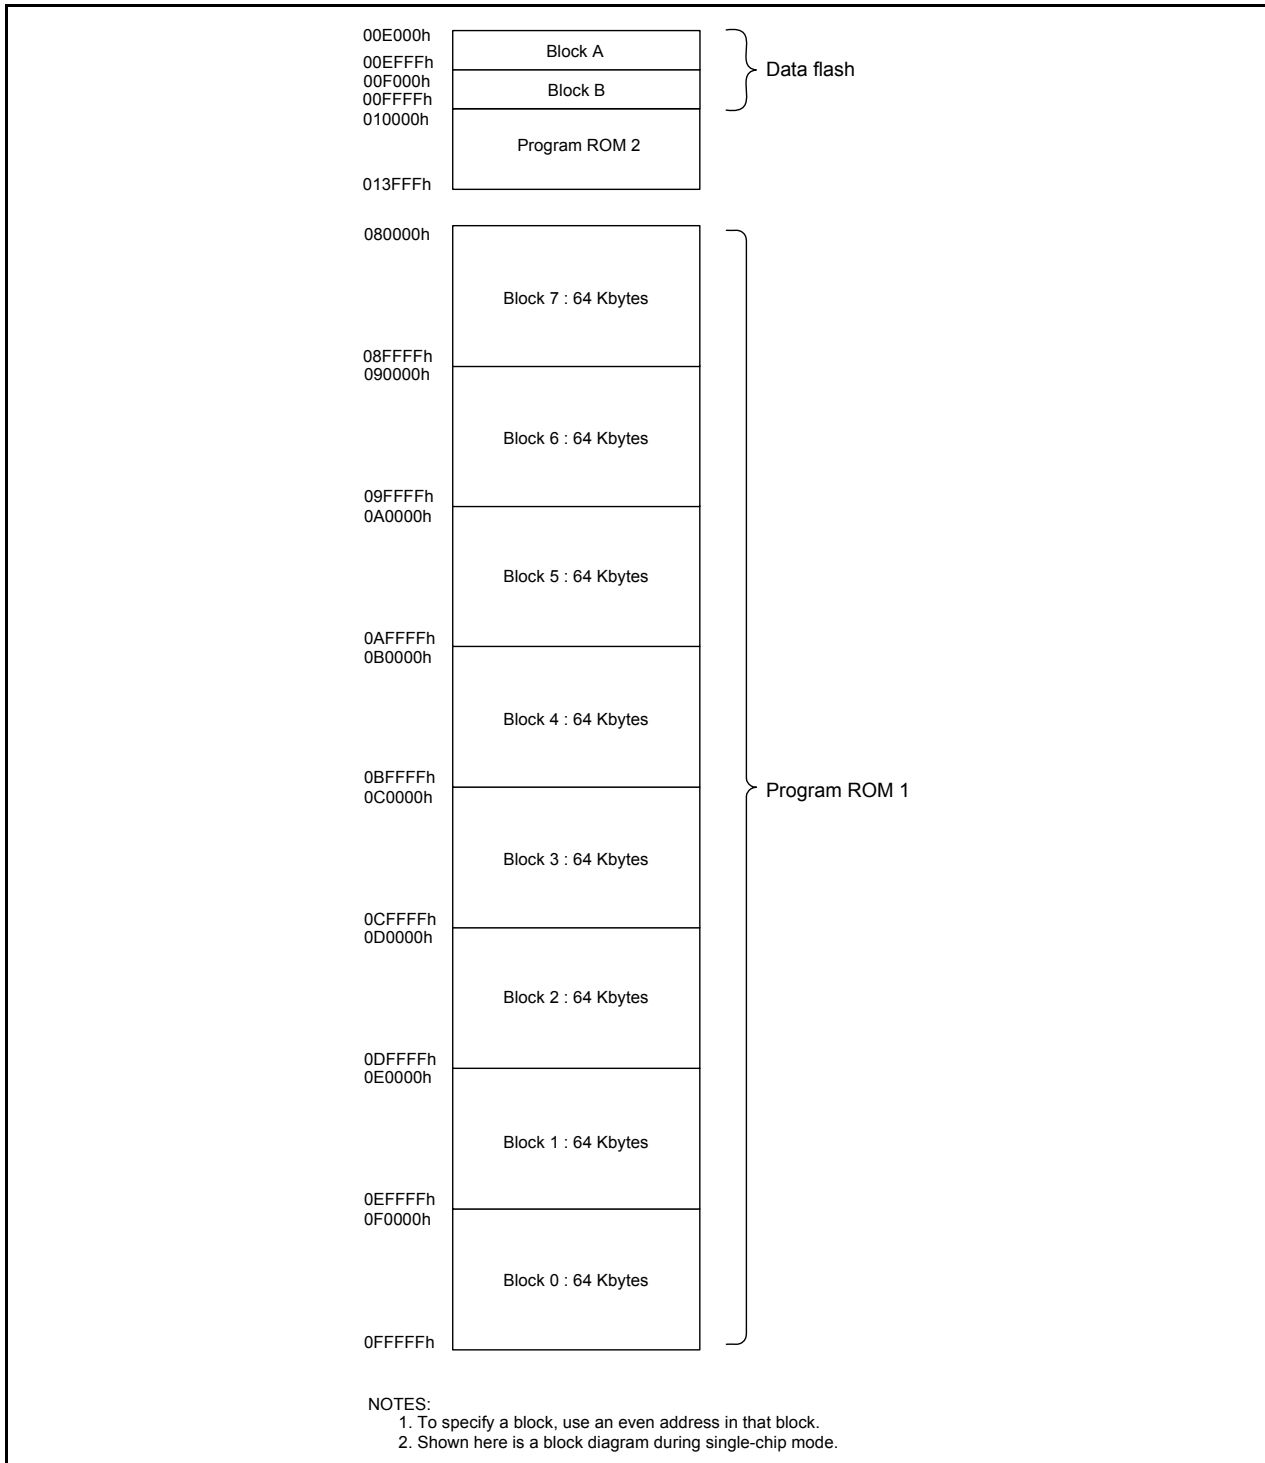 00E000h
Block A
00EFFFh
Data flash
00F000h
Block B
00FFFFh
010000h
Program ROM 2
013FFFh
080000h
Block 7 : 64 Kbytes
08FFFFh
090000h
Block 6 : 64 Kbytes
09FFFFh
0A0000h
Block 5 : 64 Kbytes
0AFFFFh
0B0000h
Block 4 : 64 Kbytes
0BFFFFh
0C0000h
Program ROM 1
Block 3 : 64 Kbytes
0CFFFFh
0D0000h
Block 2 : 64 Kbytes
0DFFFFh
0E0000h
Block 1 : 64 Kbytes
0EFFFFh
0F0000h
Block 0 : 64 Kbytes
0FFFFFh
NOTES:
1. To specify a block, use an even address in that block.
2. Shown here is a block diagram during single-chip mode.